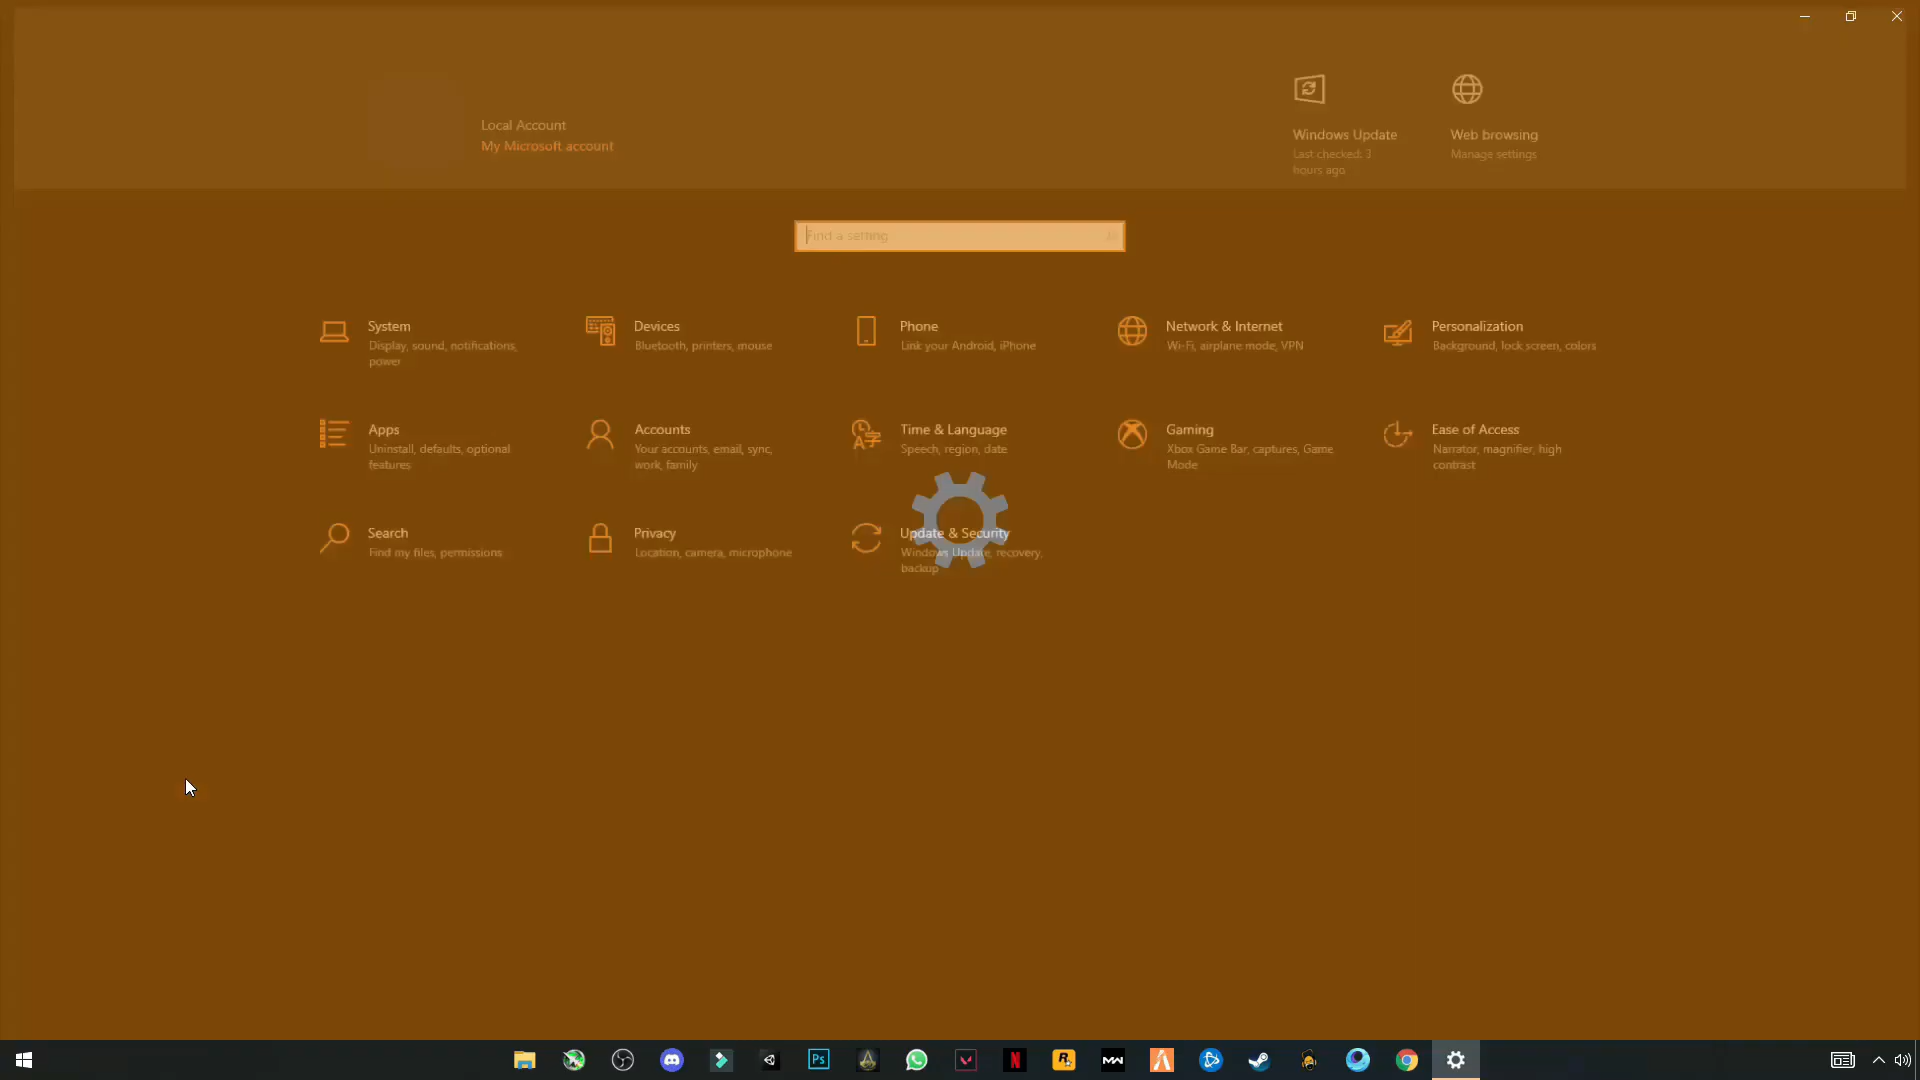 Local Account
My Microsoft account
Windows Update
Last checked: 3
hours ago
Web browsing
Manage settings
Find a setting
System
Display, sound, notifications,
power
Devices
Bluetooth, printers, mouse
Phone
Link your Android, iPhone
Network & Internet
Wi-Fi, airplane mode, VPN
Personalization
Background, lock screen, colors
Apps
Uninstall, defaults, optional
features
Accounts
Your accounts, email, sync,
work, family
Time & Language
Speech, region, date
Gaming
Xbox Game Bar, captures, Game
Mode
Ease of Access
Narrator, magnifier, high
contrast
Search
Find my files, permissions
Privacy
Location, camera, microphone
Update & Security
Windows Update, recovery,
backup
Ps
N
R
MW